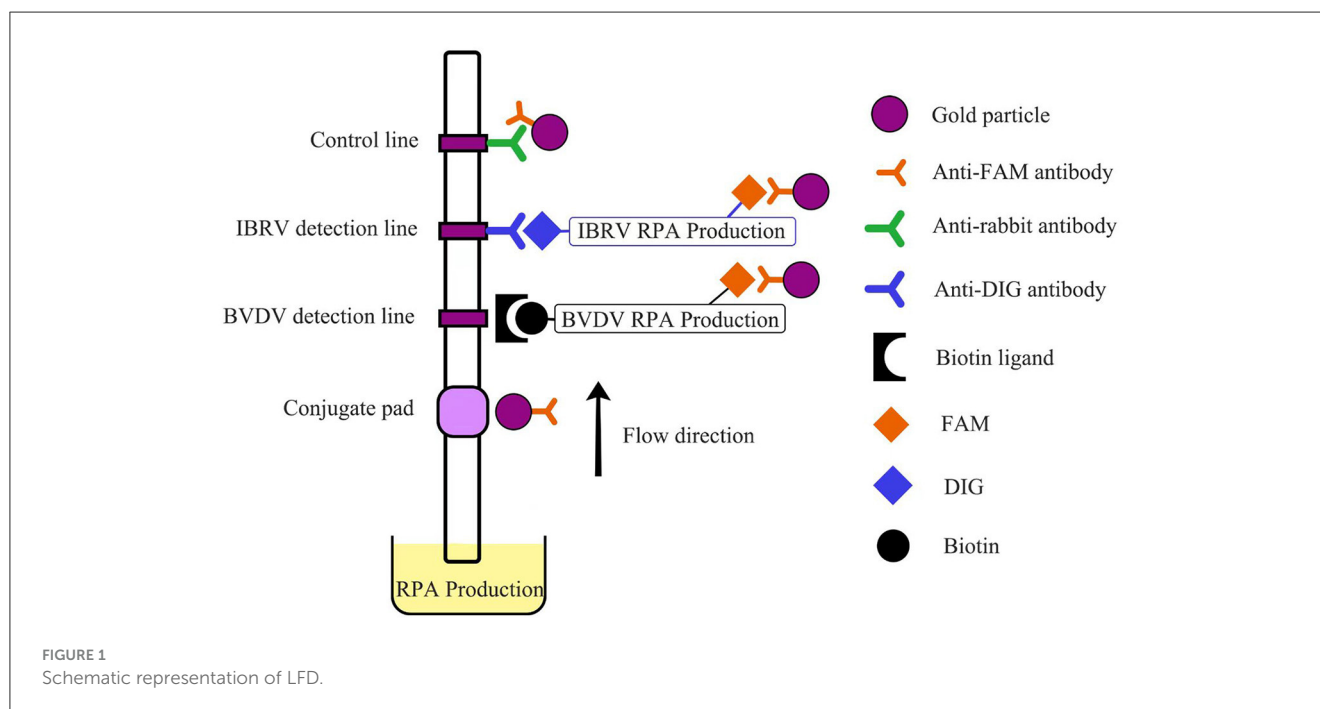 Control line
IBRV detection line
IBRV RPA Production
BVDV detection line
BVDV RPA Production
Conjugate pad
Flow direction
RPA Production
Gold particle
Anti-FAM antibody
Anti-rabbit antibody
Anti-DIG antibody
Biotin ligand
FAM
DIG
Biotin
FIGURE 1
Schematic representation of LFD.